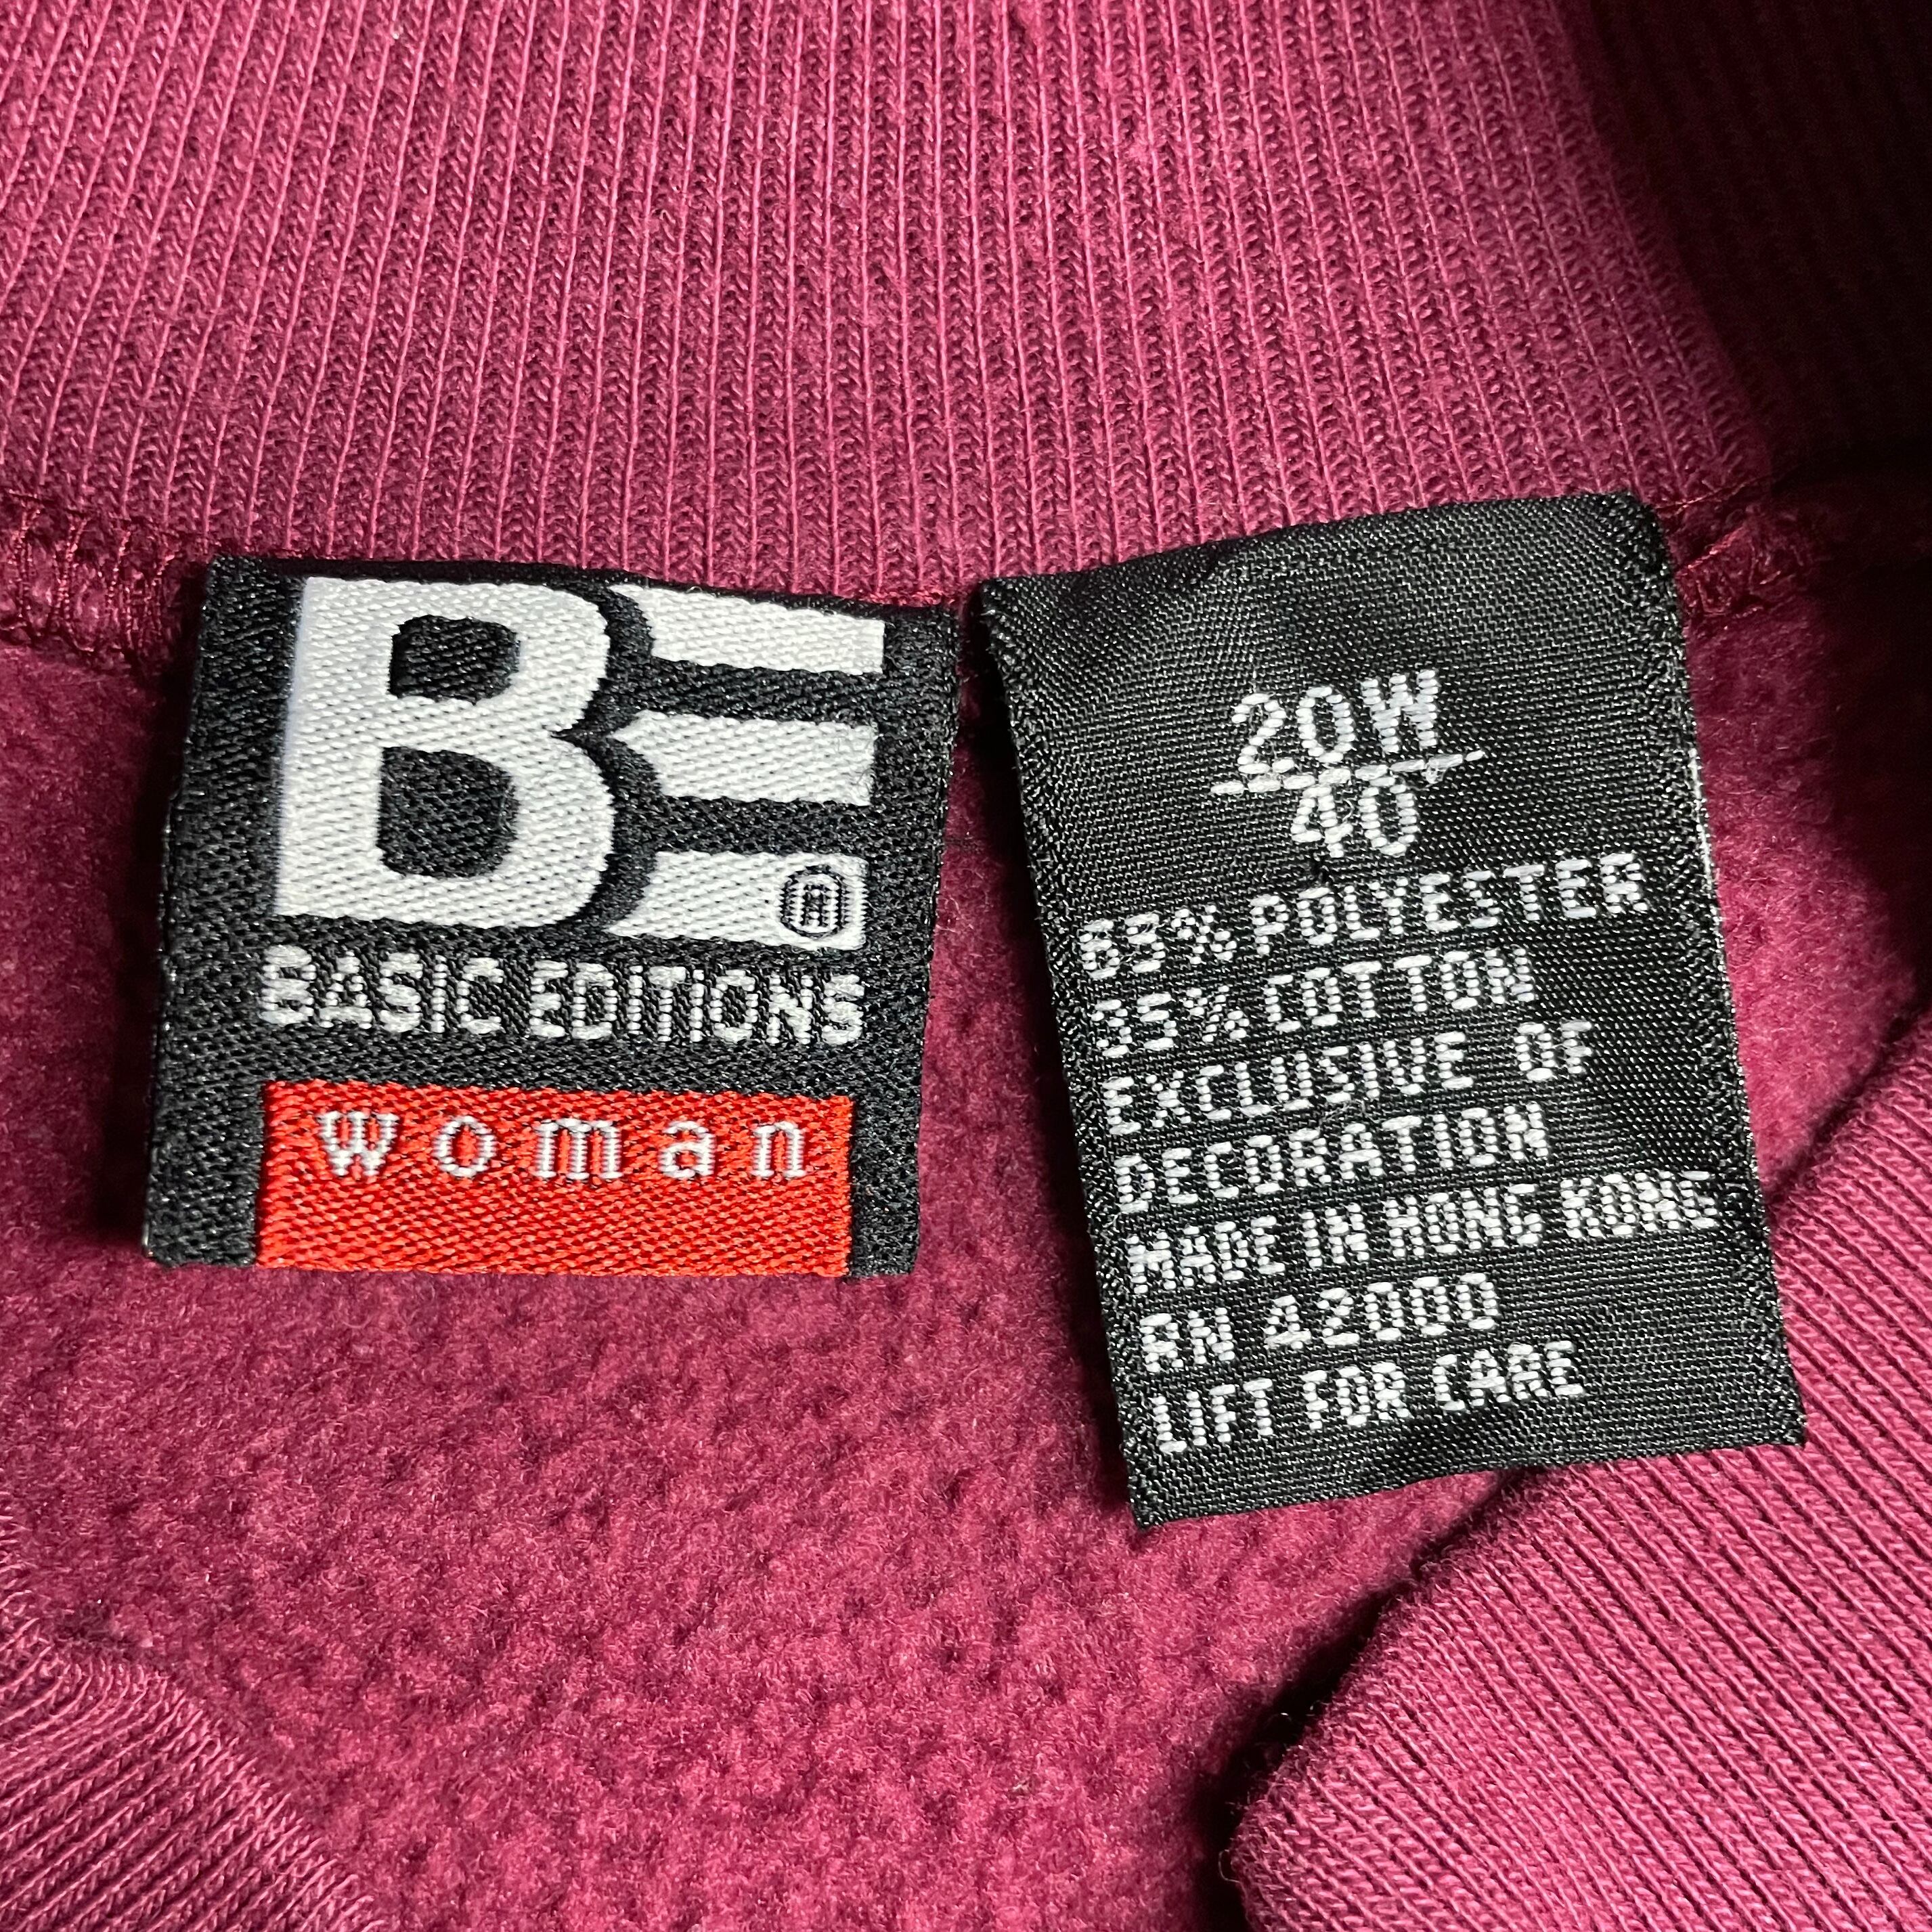 BE
®
BASIC EDITIONS
woman
20W
40
65% POLYESTER
35% COTTON
EXCLUSIVE OF
DECORATION
MADE IN HONG KONG
RN 42000
LIFT FOR CARE